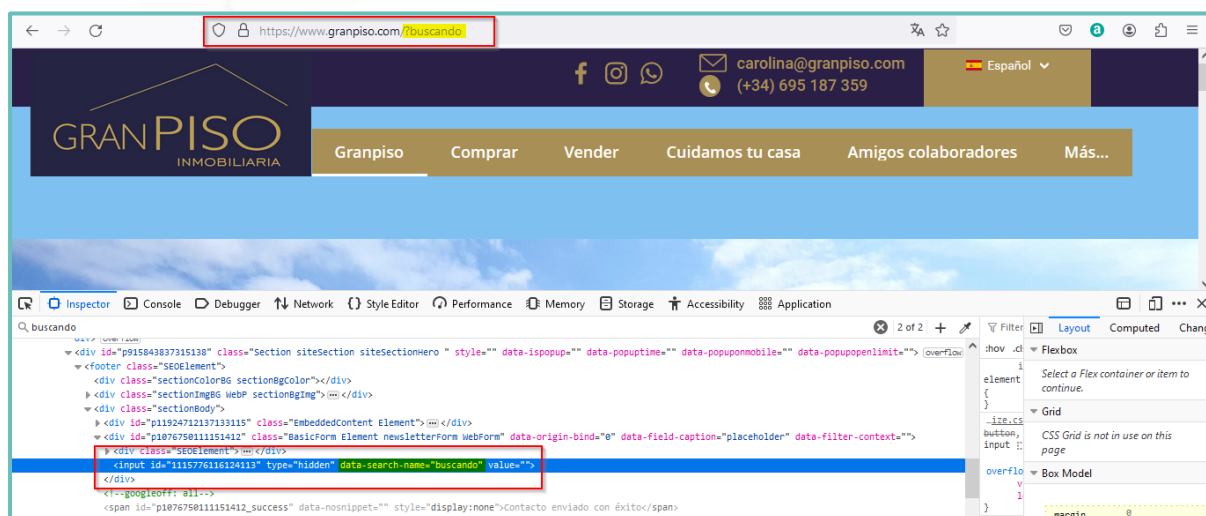 https://www.granpiso.com/?buscando
carolina@granpiso.com
(+34) 695 187 359
Español
GRANPISO
INMOBILIARIA
Granpiso Comprar Vender Cuidamos tu casa Amigos colaboradores Más...
Inspector Console Debugger Network Style Editor Performance Memory Storage Accessibility Application
buscando 2 of 2 + Filter Layout Computed Chang
<div id="p915843837315138" class="Section siteSection siteSectionHero " style="" data-ispopup="" data-popuptime="" data-popuponmobile="" data-popupopenlimit=""> overflow
:hov .cl Flexbox
<footer class="SEOElement">
<div class="sectionColorBG sectionBgColor"></div>
<div class="sectionImgBG WebP sectionBgImg"></div>
<div class="sectionBody">
<div id="p11924712137133115" class="EmbeddedContent Element"></div>
<div id="p1076750111151412" class="BasicForm Element newsletterForm WebForm" data-origin-bind="0" data-field-caption="placeholder" data-filter-context="">
<div class="SEOElement"></div>
<input id="1115776116124113" type="hidden" data-search-name="buscando" value="">
</div>
<!--googleoff: all-->
<span id="p1076750111151412_success" data-nosnippet="" style="display:none">Contacto enviado con éxito</span>
element
{
}
button,
input
overflo
}
Select a Flex container or item to
continue.
Grid
CSS Grid is not in use on this
page
Box Model
margin 0